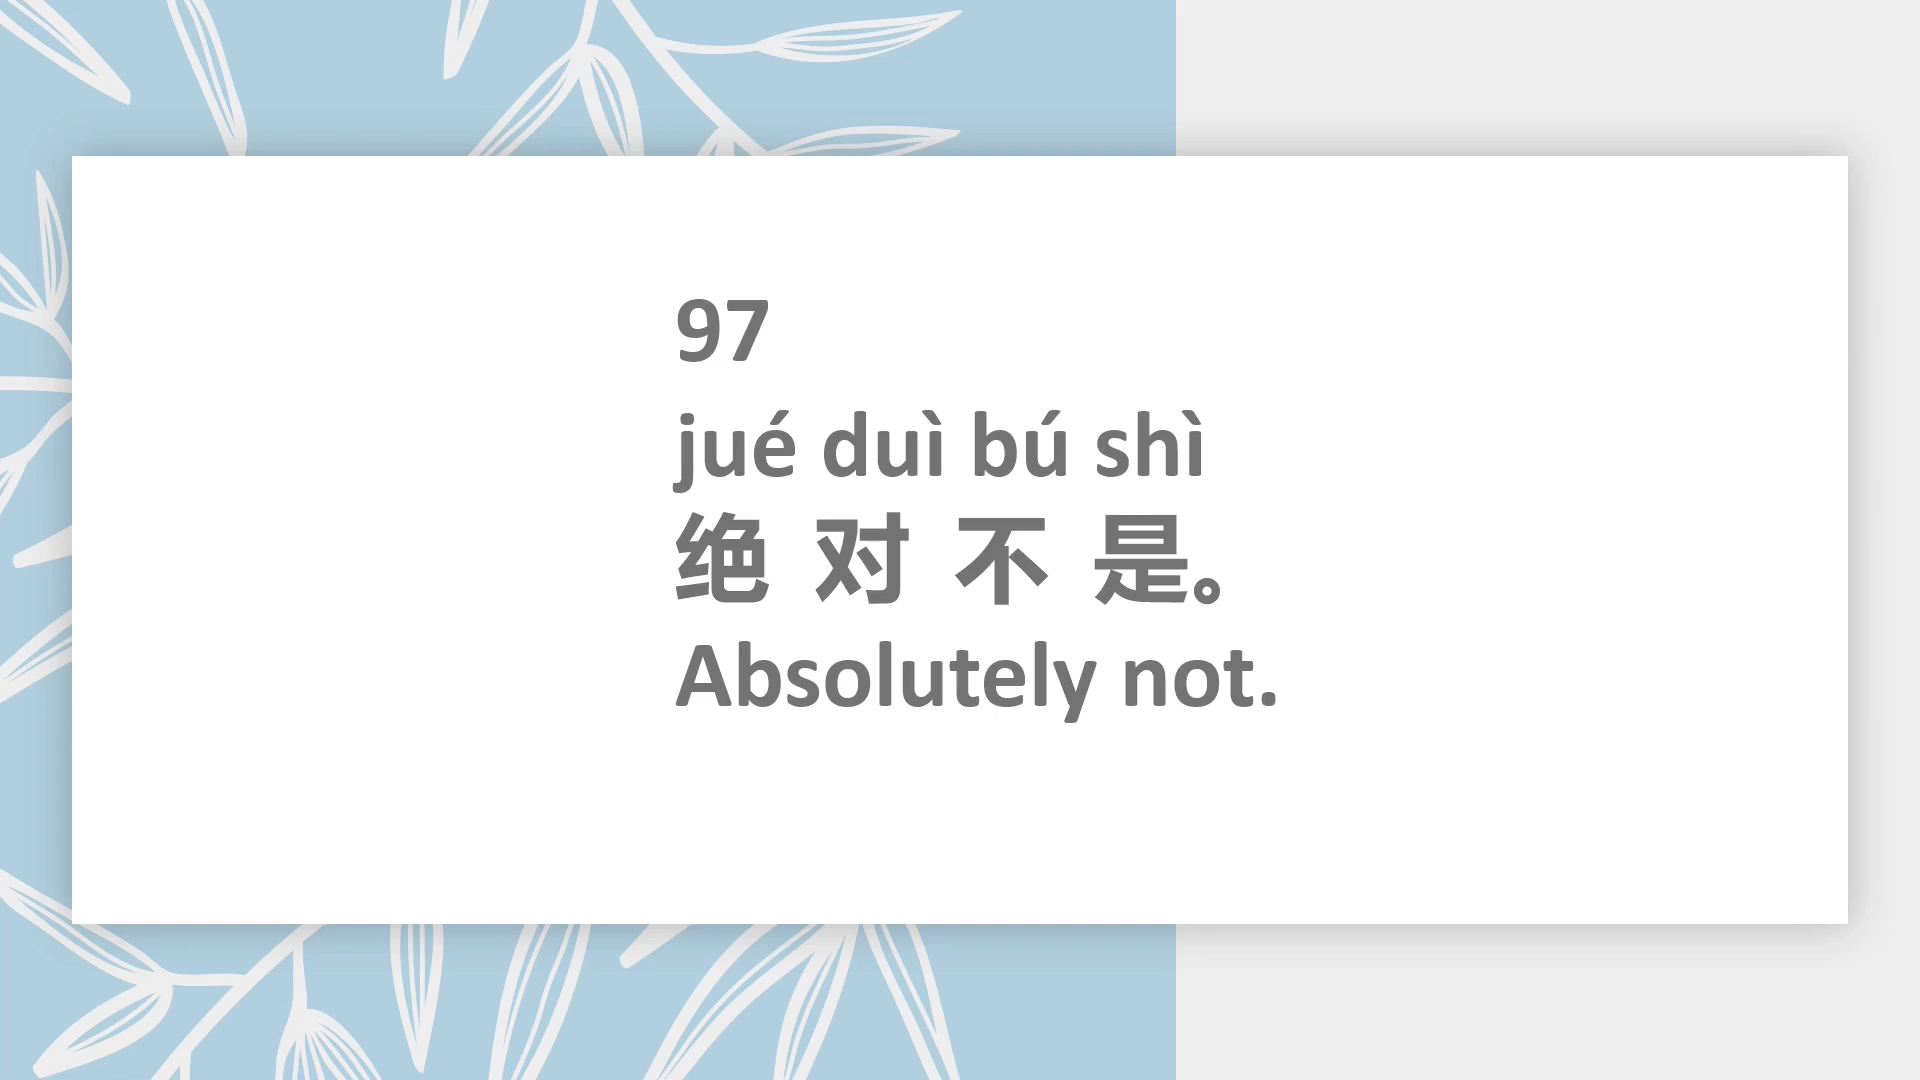 97
jué duì bú shì
绝 对 不 是。
Absolutely not.